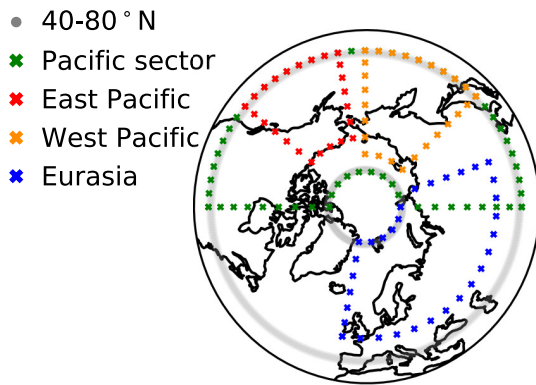 40-80°N
Pacific sector
East Pacific
West Pacific
Eurasia